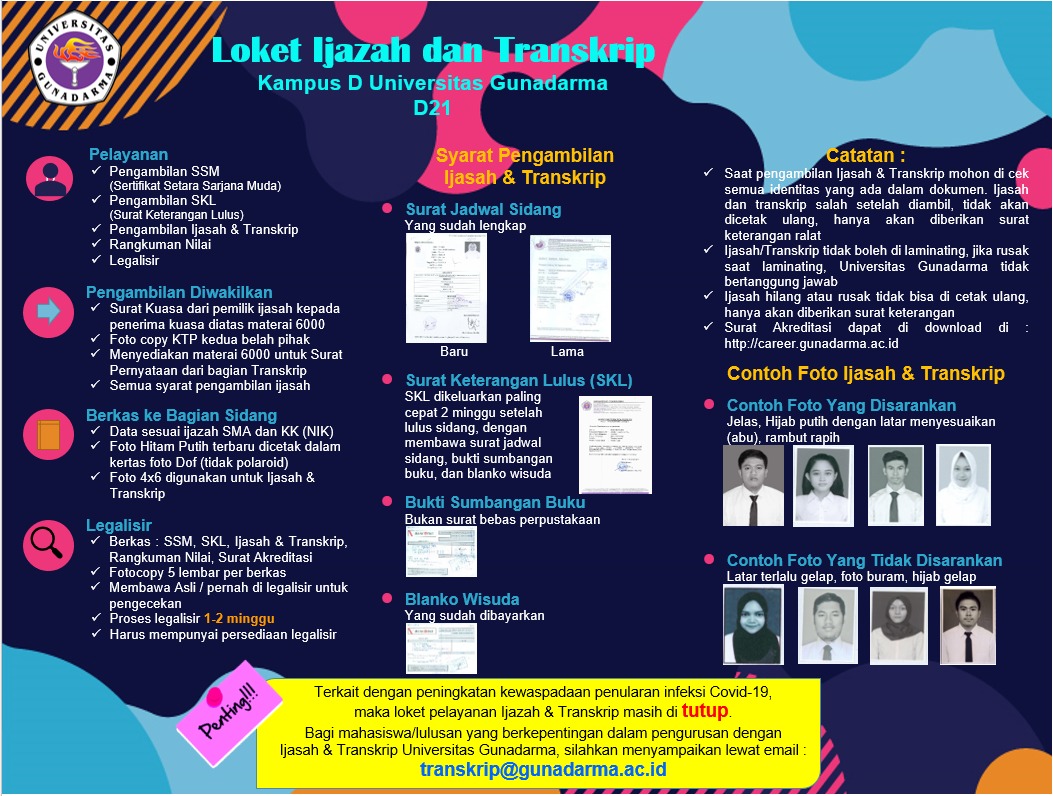 UNIVERSITAS
GUNADARMA
Loket Ijazah dan Transkrip
Kampus D Universitas Gunadarma
D21
Pelayanan
✓ Pengambilan SSM
(Sertifikat Setara Sarjana Muda)
✓ Pengambilan SKL
(Surat Keterangan Lulus)
✓ Pengambilan Ijasah & Transkrip
✓ Rangkuman Nilai
✓ Legalisir
Pengambilan Diwakilkan
✓ Surat Kuasa dari pemilik ijasah kepada
penerima kuasa diatas materai 6000
✓ Foto copy KTP kedua belah pihak
✓ Menyediakan materai 6000 untuk Surat
Pernyataan dari bagian Transkrip
✓ Semua syarat pengambilan ijasah
Berkas ke Bagian Sidang
✓ Data sesuai ijazah SMA dan KK (NIK)
✓ Foto Hitam Putih terbaru dicetak dalam
kertas foto Dof (tidak polaroid)
✓ Foto 4x6 digunakan untuk Ijasah &
Transkrip
Legalisir
✓ Berkas : SSM, SKL, Ijasah & Transkrip,
Rangkuman Nilai, Surat Akreditasi
✓ Fotocopy 5 lembar per berkas
✓ Membawa Asli / pernah di legalisir untuk
pengecekan
✓ Proses legalisir 1-2 minggu
✓ Harus mempunyai persediaan legalisir
Syarat Pengambilan
Ijasah & Transkrip
● Surat Jadwal Sidang
Yang sudah lengkap
Baru Lama
● Surat Keterangan Lulus (SKL)
SKL dikeluarkan paling
cepat 2 minggu setelah
lulus sidang, dengan
membawa surat jadwal
sidang, bukti sumbangan
buku, dan blanko wisuda
● Bukti Sumbangan Buku
Bukan surat bebas perpustakaan
● Blanko Wisuda
Yang sudah dibayarkan
Catatan :
✓ Saat pengambilan Ijasah & Transkrip mohon di cek
semua identitas yang ada dalam dokumen. Ijasah
dan transkrip salah setelah diambil, tidak akan
dicetak ulang, hanya akan diberikan surat
keterangan ralat
✓ Ijasah/Transkrip tidak boleh di laminating, jika rusak
saat laminating, Universitas Gunadarma tidak
bertanggung jawab
✓ Ijasah hilang atau rusak tidak bisa di cetak ulang,
hanya akan diberikan surat keterangan
✓ Surat Akreditasi dapat di download di :
http://career.gunadarma.ac.id
Contoh Foto Ijasah & Transkrip
● Contoh Foto Yang Disarankan
Jelas, Hijab putih dengan latar menyesuaikan
(abu), rambut rapih
● Contoh Foto Yang Tidak Disarankan
Latar terlalu gelap, foto buram, hijab gelap
Penting!!!
Terkait dengan peningkatan kewaspadaan penularan infeksi Covid-19,
maka loket pelayanan Ijazah & Transkrip masih di tutup.
Bagi mahasiswa/lulusan yang berkepentingan dalam pengurusan dengan
Ijasah & Transkrip Universitas Gunadarma, silahkan menyampaikan lewat email :
transkrip@gunadarma.ac.id